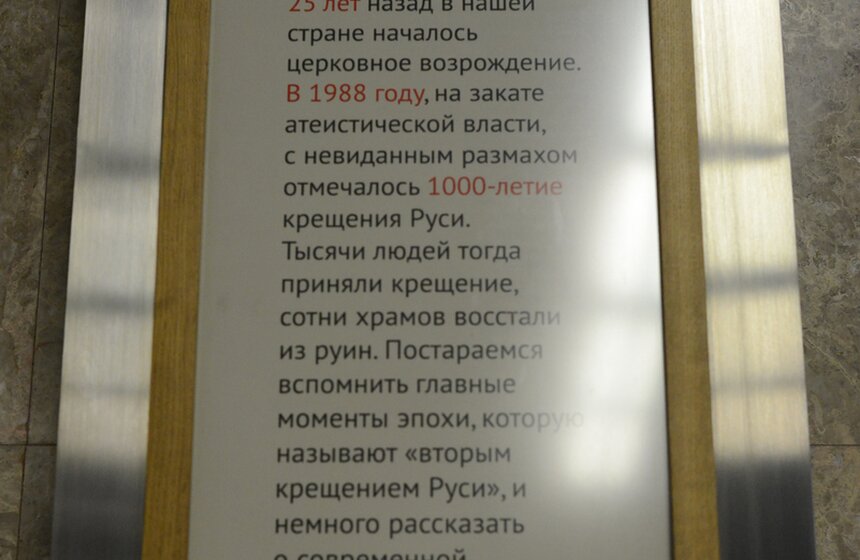 25 лет назад в нашей
стране началось
церковное возрождение.
В 1988 году, на закате
атеистической власти,
с невиданным размахом
отмечалось 1000-летие
крещения Руси.
Тысячи людей тогда
приняли крещение,
сотни храмов восстали
из руин. Постараемся
вспомнить главные
моменты эпохи, которую
называют «вторым
крещением Руси», и
немного рассказать
о современной